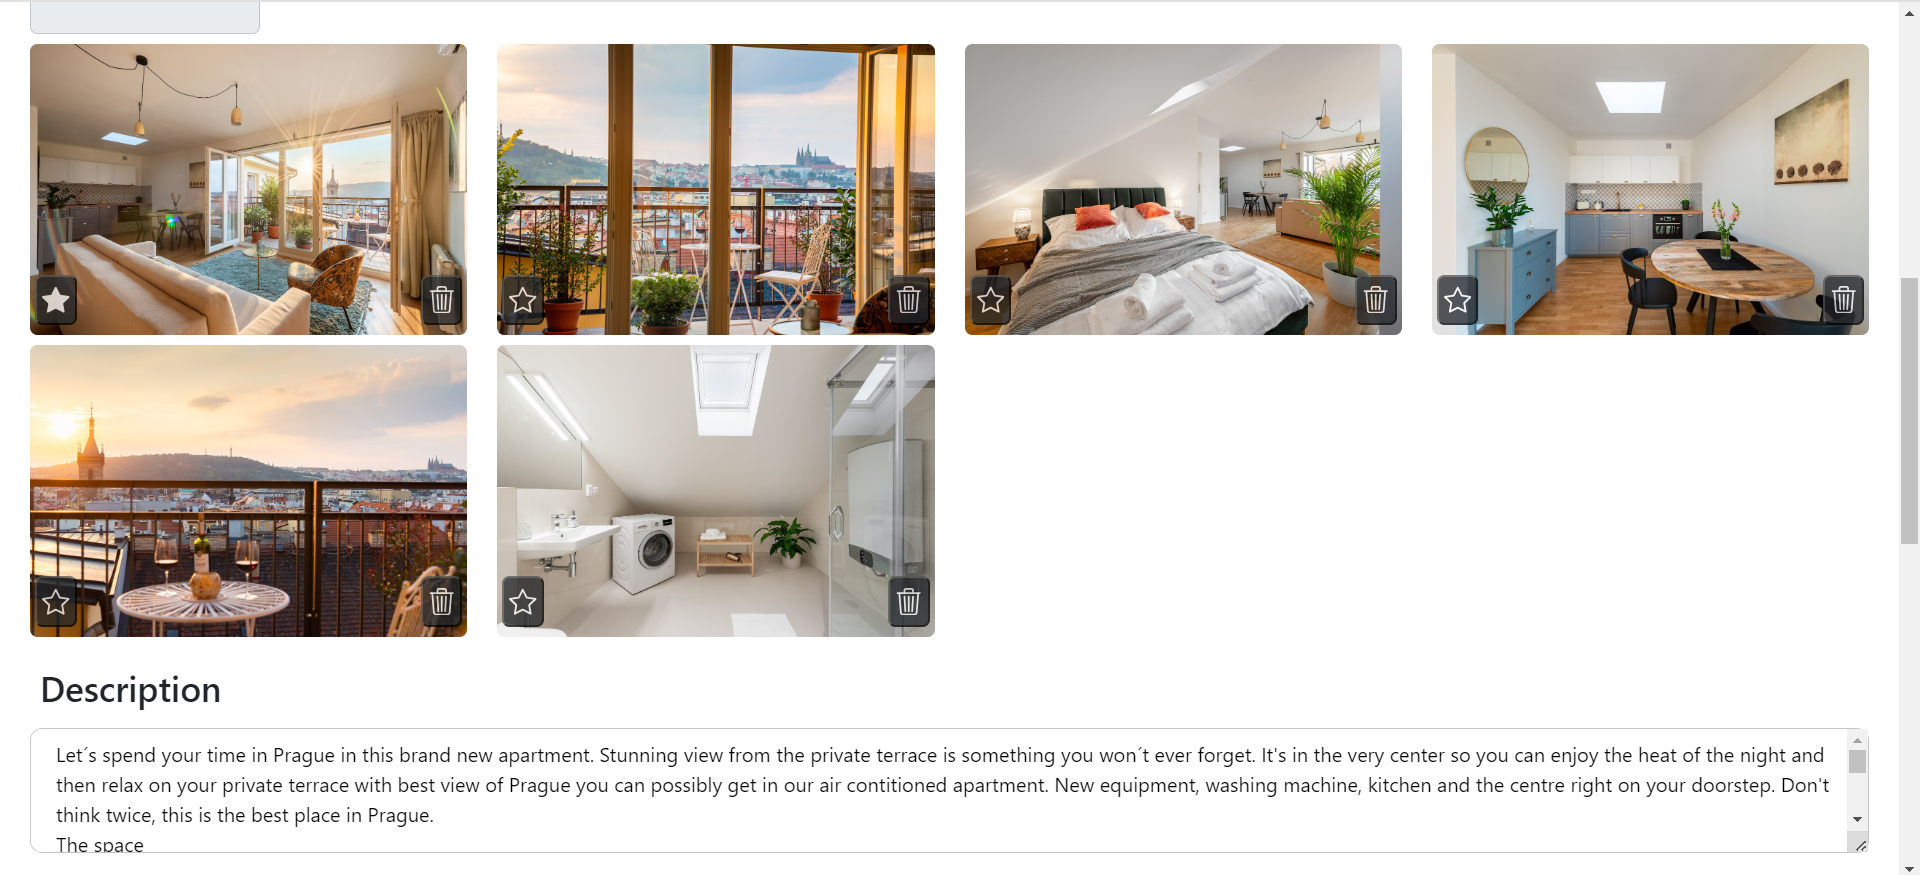 Description
Let´s spend your time in Prague in this brand new apartment. Stunning view from the private terrace is something you won´t ever forget. It's in the very center so you can enjoy the heat of the night and
then relax on your private terrace with best view of Prague you can possibly get in our air contitioned apartment. New equipment, washing machine, kitchen and the centre right on your doorstep. Don't
think twice, this is the best place in Prague.
The space